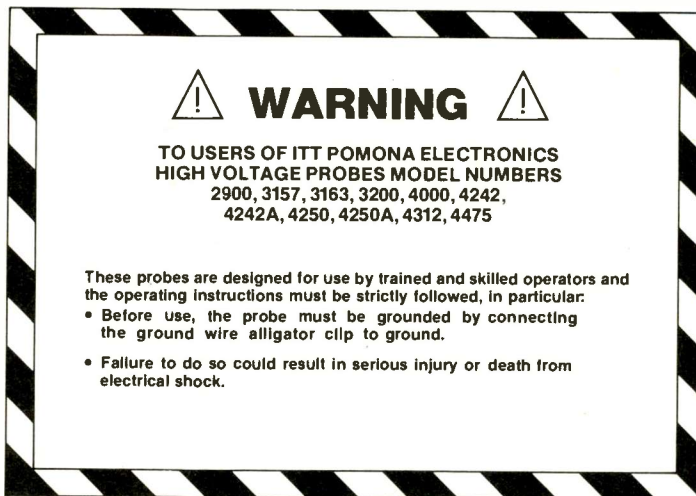 WARNING
TO USERS OF ITT POMONA ELECTRONICS
HIGH VOLTAGE PROBES MODEL NUMBERS
2900, 3157, 3163, 3200, 4000, 4242,
4242A, 4250, 4250A, 4312, 4475
These probes are designed for use by trained and skilled operators and
the operating instructions must be strictly followed, in particular:
• Before use, the probe must be grounded by connecting
the ground wire alligator clip to ground.
• Failure to do so could result in serious injury or death from
electrical shock.